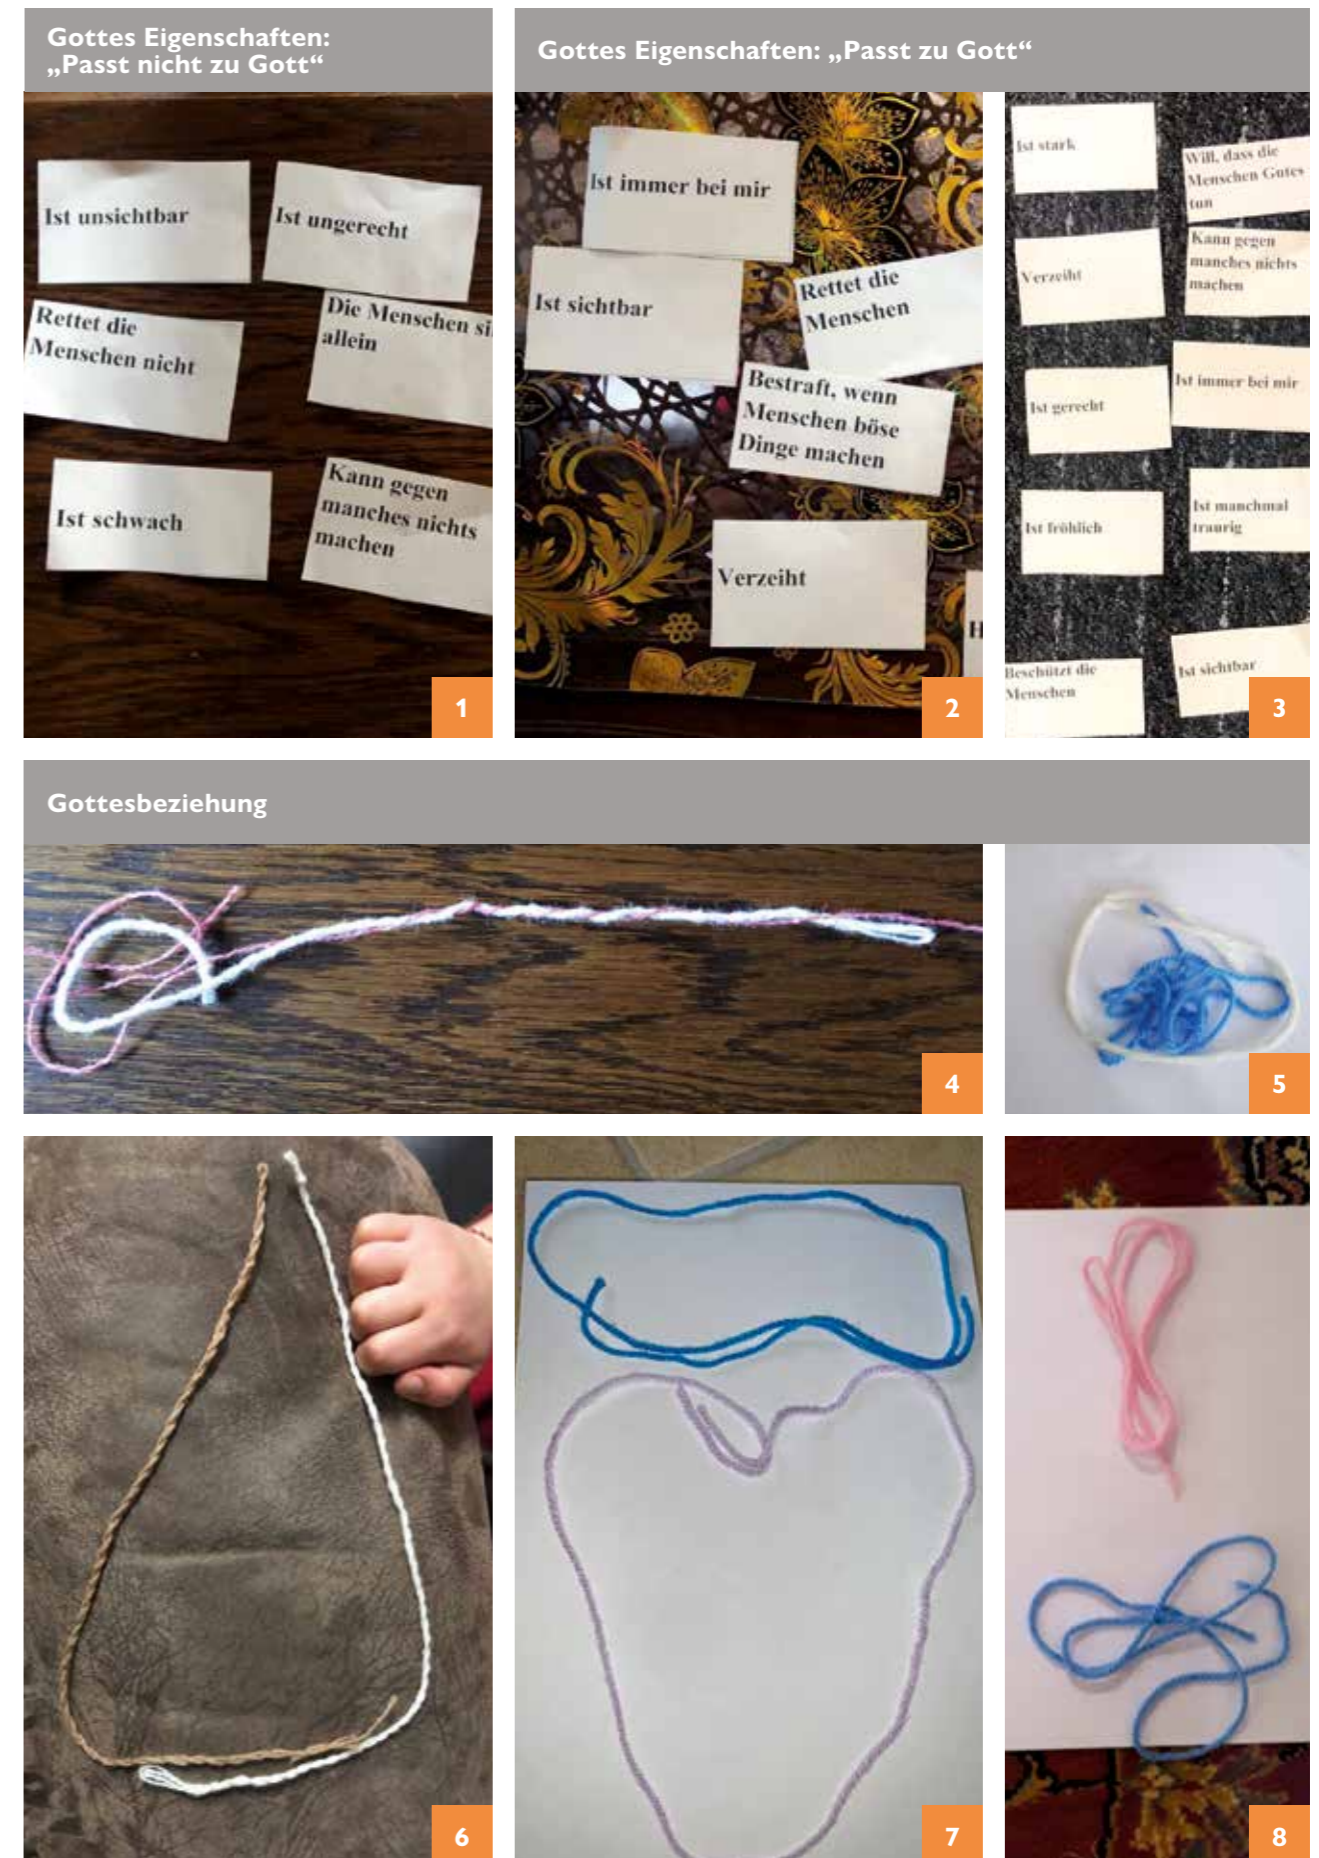 Gottes Eigenschaften:
„Passt nicht zu Gott“
Gottes Eigenschaften: „Passt zu Gott“
Ist unsichtbar
Ist ungerecht
Rettet die
Menschen nicht
Die Menschen si
allein
Ist schwach
Kann gegen
manches nichts
machen
1
Ist immer bei mir
Ist sichtbar
Rettet die
Menschen
Bestraft, wenn
Menschen böse
Dinge machen
Verzeiht
H
2
Ist stark
Will, dass die
Menschen Gutes
tun
Verzeiht
Kann gegen
manches nichts
machen
Ist gerecht
Ist immer bei mir
Ist fröhlich
Ist manchmal
traurig
Beschützt die
Menschen
Ist sichtbar
3
Gottesbeziehung
4
5
6
7
8